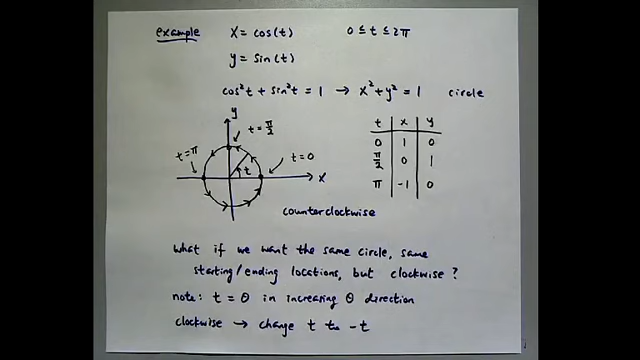 example x = cos(t) 0 ≤ t ≤ 2π
y = sin(t)
cos²t + sin²t = 1 → x² + y² = 1 circle
y
t = π/2
t = π
t = 0
t
x
t x y
0 1 0
π/2 0 1
π -1 0
counterclockwise
what if we want the same circle, same
starting/ending locations, but clockwise?
note: t = θ in increasing θ direction
clockwise → change t to -t